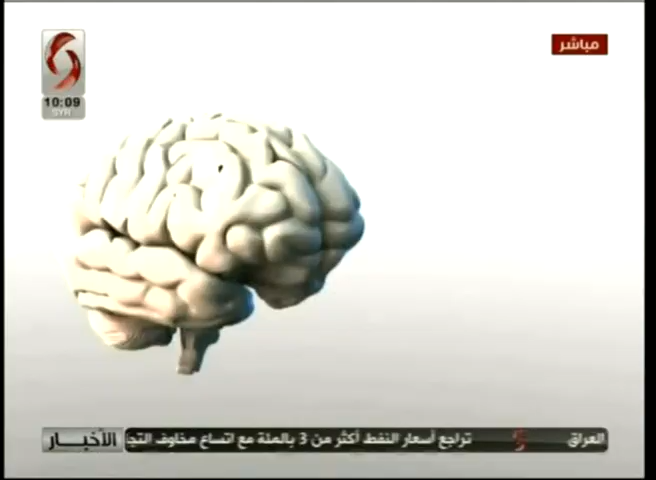 مباشر
10:09
SYR
العراق
تراجع أسعار النفط أكثر من 3 بالمئة مع اتساع مخاوف
الأخبار